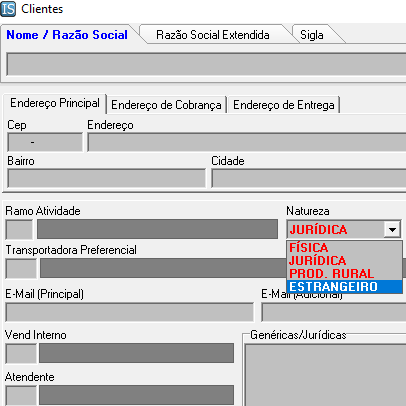 IS Clientes
Nome / Razão Social Razão Social Extendida Sigla
Endereço Principal Endereço de Cobrança Endereço de Entrega
Cep Endereço
-
Bairro Cidade
Ramo Atividade Natureza
JURÍDICA
FÍSICA
JURÍDICA
PROD. RURAL
ESTRANGEIRO
Transportadora Preferencial
E-Mail (Principal) E-Mail (Adicional)
Vend Interno Genéricas/Jurídicas
Atendente